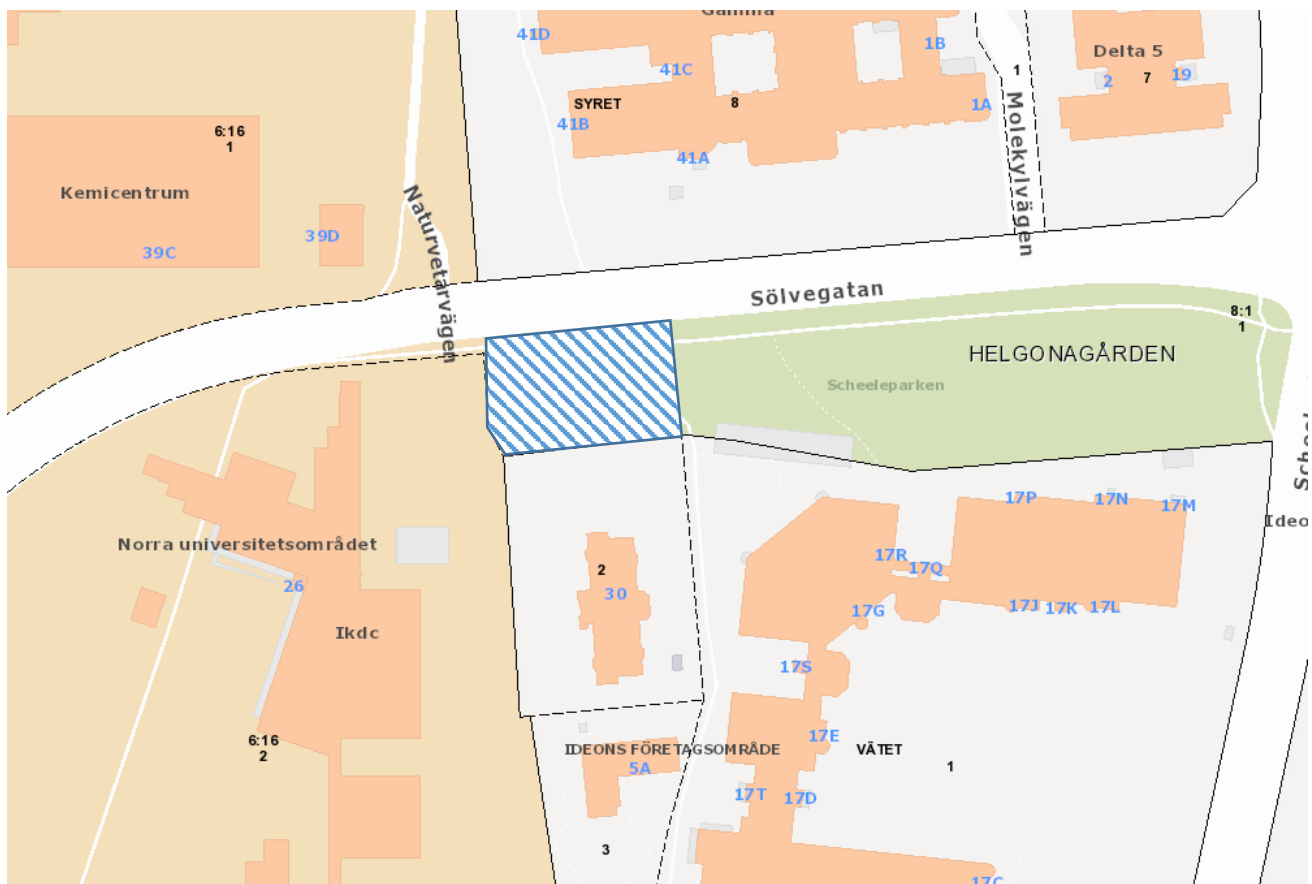 Gamma
41D
1B
Delta 5
41C
1
2
19
7
SYRET
8
1A
41B
6:16
1
Molekylvägen
41A
Kemicentrum
Naturvetarvägen
39D
39C
Sölvegatan
8:1
1
HELGONAGÅRDEN
Scheeleparken
17P
17N
17M
Norra universitetsområdet
17R
2
17Q
26
30
17J
17K
17L
17G
Ikdc
17S
6:16
2
17E
IDEONS FÖRETAGSOMRÅDE
VÄTET
5A
1
17T
17D
3